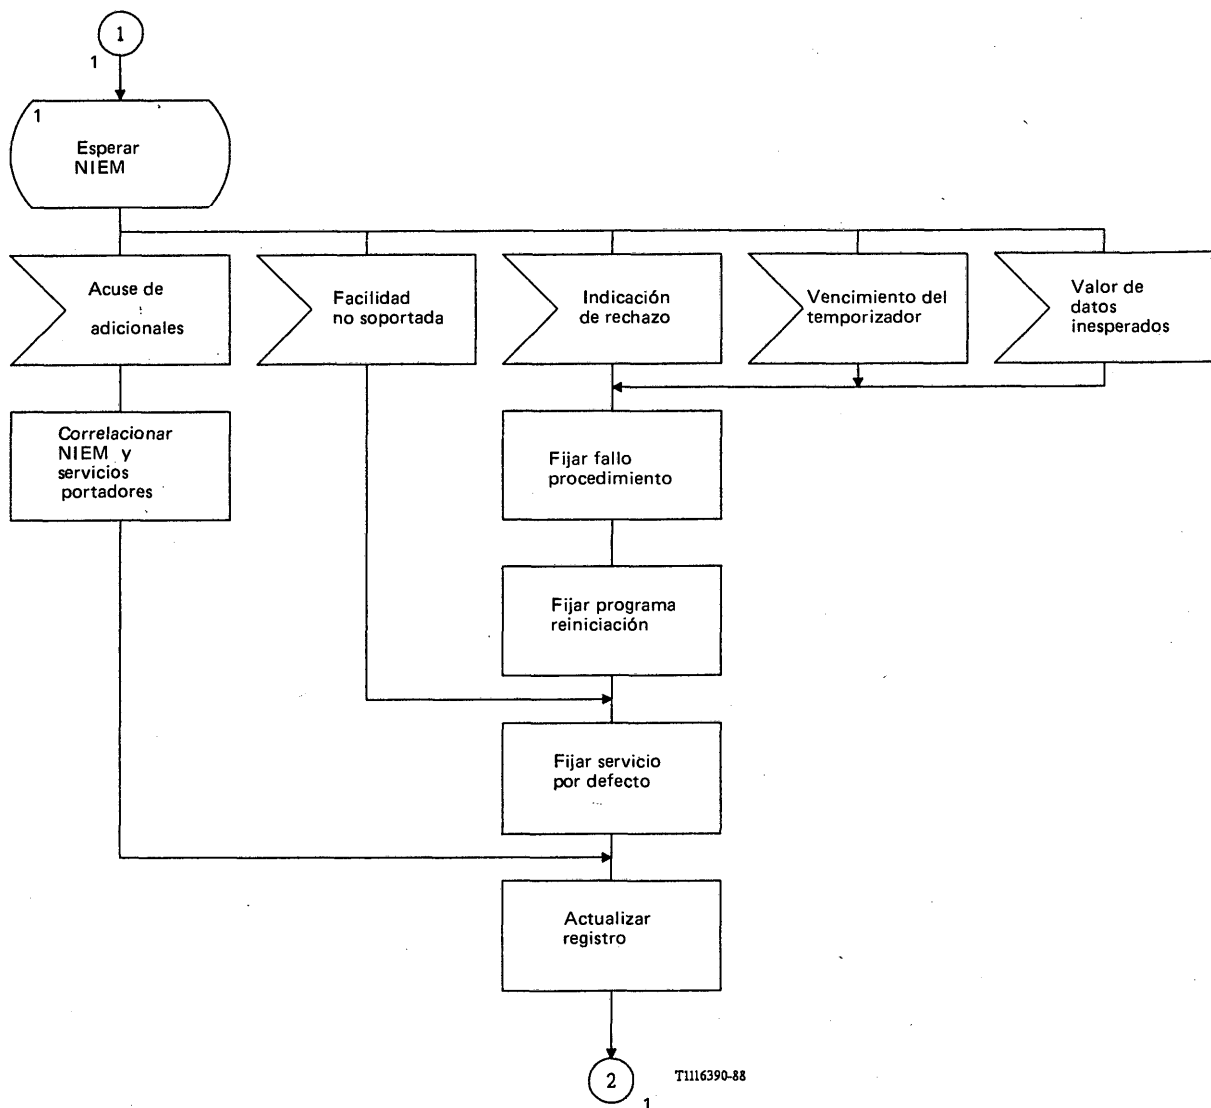 1
1
1
Esperar
NIEM
Acuse de
adicionales
Facilidad
no soportada
Indicación
de rechazo
Vencimiento del
temporizador
Valor de
datos
inesperados
Correlacionar
NIEM y
servicios
portadores
Fijar fallo
procedimiento
Fijar programa
reiniciación
Fijar servicio
por defecto
Actualizar
registro
2
T1116390-88
1